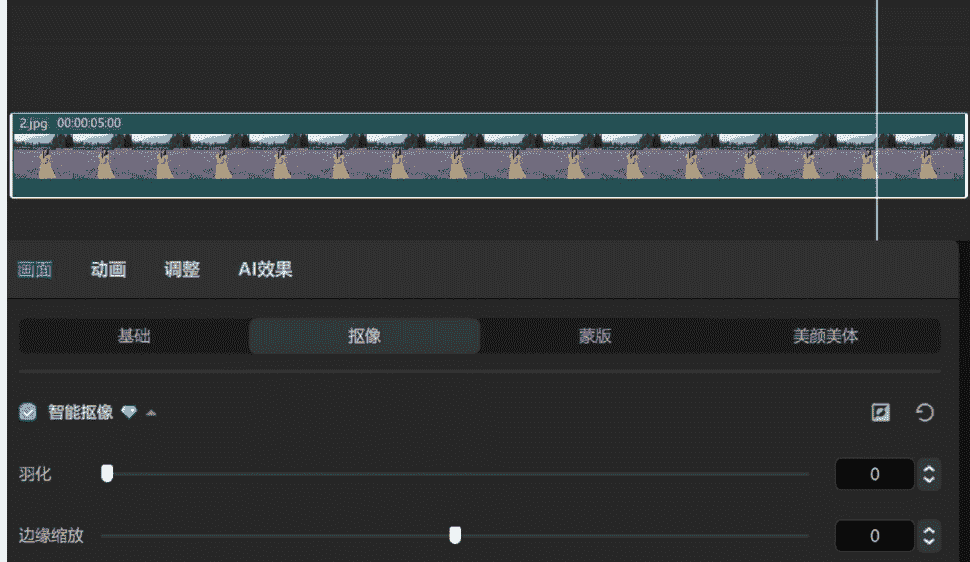 2.jpg 00:00:05:00
画面 动画 调整 AI效果
基础 抠像 蒙版 美颜美体
智能抠像
羽化 0
边缘缩放 0